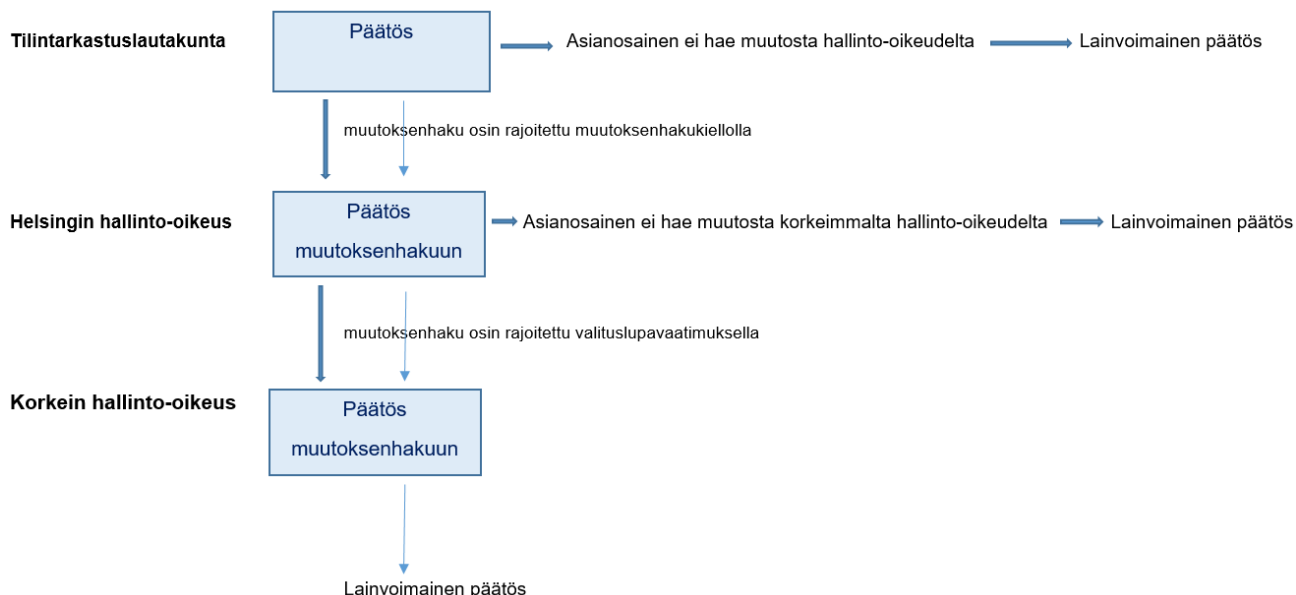 Tilintarkastuslautakunta
Päätös
Asianosainen ei hae muutosta hallinto-oikeudelta
Lainvoimainen päätös
muutoksenhaku osin rajoitettu muutoksenhakukiellolla
Helsingin hallinto-oikeus
Päätös
muutoksenhakuun
Asianosainen ei hae muutosta korkeimmalta hallinto-oikeudelta
Lainvoimainen päätös
muutoksenhaku osin rajoitettu valituslupavaatimuksella
Korkein hallinto-oikeus
Päätös
muutoksenhakuun
Lainvoimainen päätös